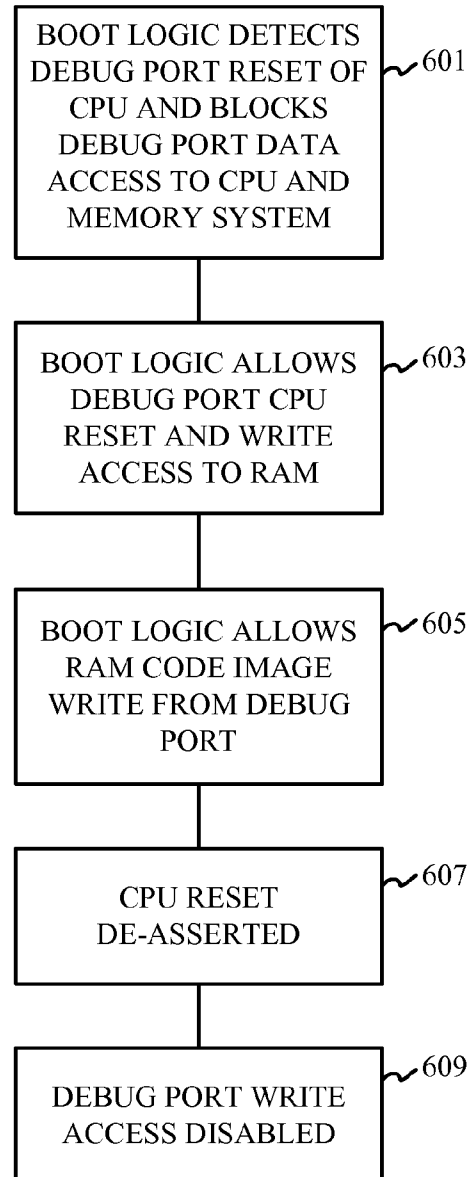 BOOT LOGIC DETECTS
DEBUG PORT RESET OF
CPU AND BLOCKS
DEBUG PORT DATA
ACCESS TO CPU AND
MEMORY SYSTEM
601
BOOT LOGIC ALLOWS
DEBUG PORT CPU
RESET AND WRITE
ACCESS TO RAM
603
BOOT LOGIC ALLOWS
RAM CODE IMAGE
WRITE FROM DEBUG
PORT
605
CPU RESET
DE-ASSERTED
607
DEBUG PORT WRITE
ACCESS DISABLED
609